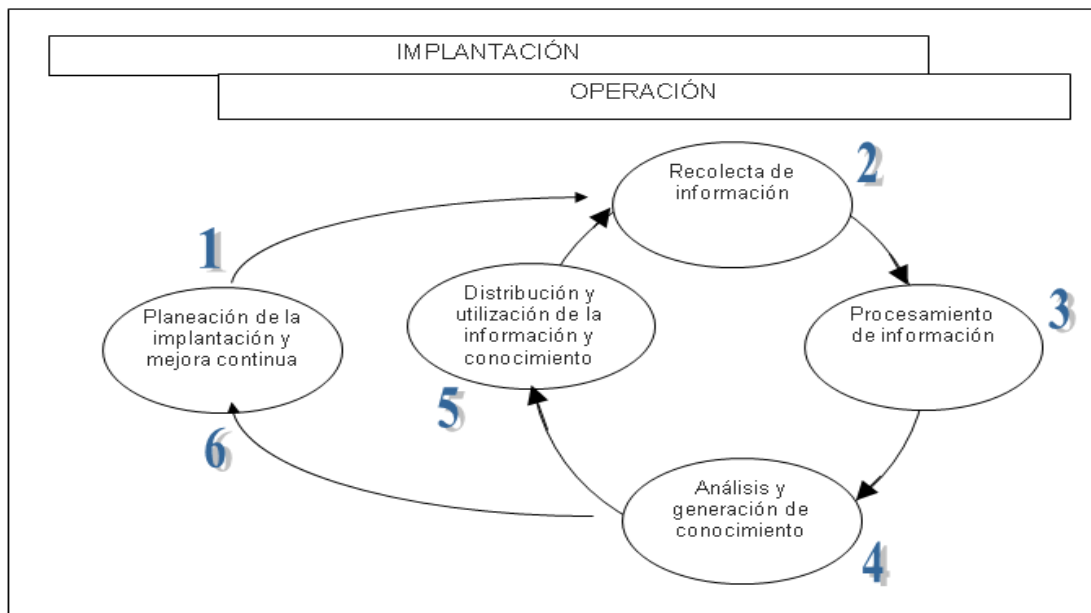 IMPLANTACIÓN
OPERACIÓN
2
Recolecta de
información
1
Planeación de la
implantación y
mejora continua
Distribución y
utilización de la
información y
conocimiento
Procesamiento
de información
3
5
6
Análisis y
generación de
conocimiento
4